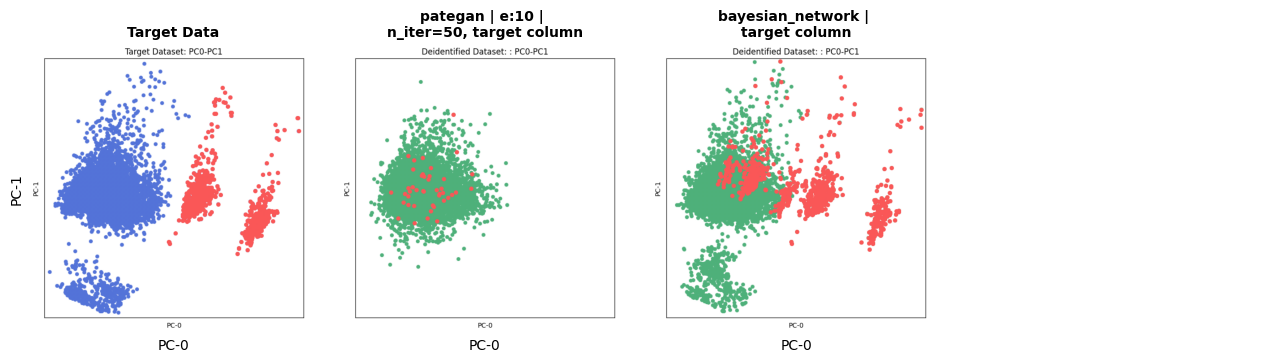 Target Data
Target Dataset: PC0-PC1
PC-1
PC-1
PC-0
PC-0
pategan | e:10 |
n_iter=50, target column
Deidentified Dataset: : PC0-PC1
PC-1
PC-0
PC-0
bayesian_network |
target column
Deidentified Dataset: : PC0-PC1
PC-1
PC-0
PC-0